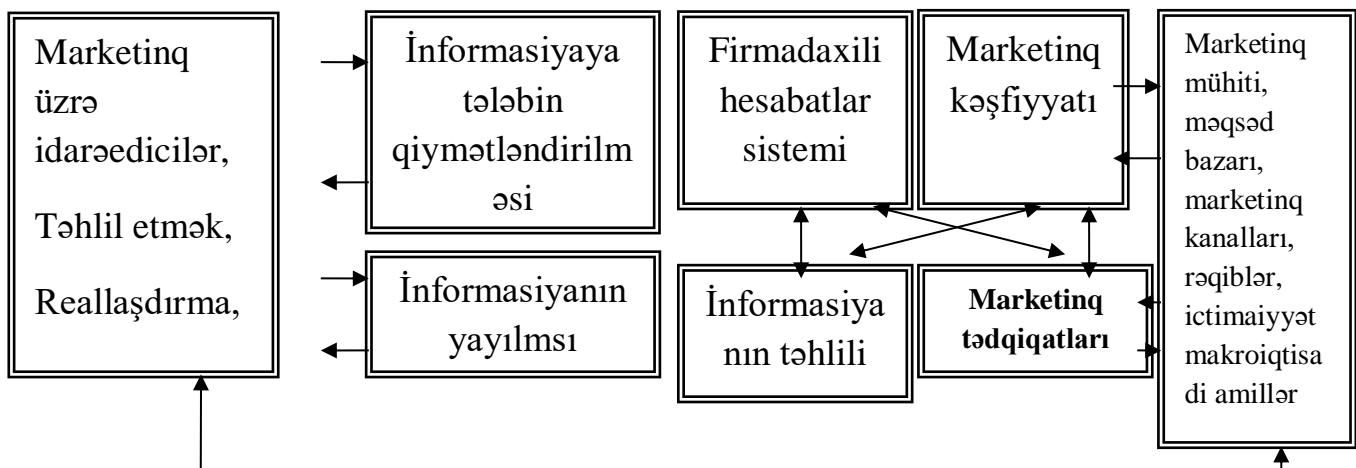 Marketinq
üzrə
idarəedicilər,
Təhlil etmək,
Reallaşdırma,
İnformasiyaya
tələbin
qiymətləndirilm
əsi
İnformasiyanın
yayılmsı
Firmadaxili
hesabatlar
sistemi
Marketinq
kəşfiyyatı
İnformasiya
nın təhlili
Marketinq
tədqiqatları
Marketinq
mühiti,
məqsəd
bazarı,
marketinq
kanalları,
rəqiblər,
ictimaiyyət
makroiqtisa
di amillər